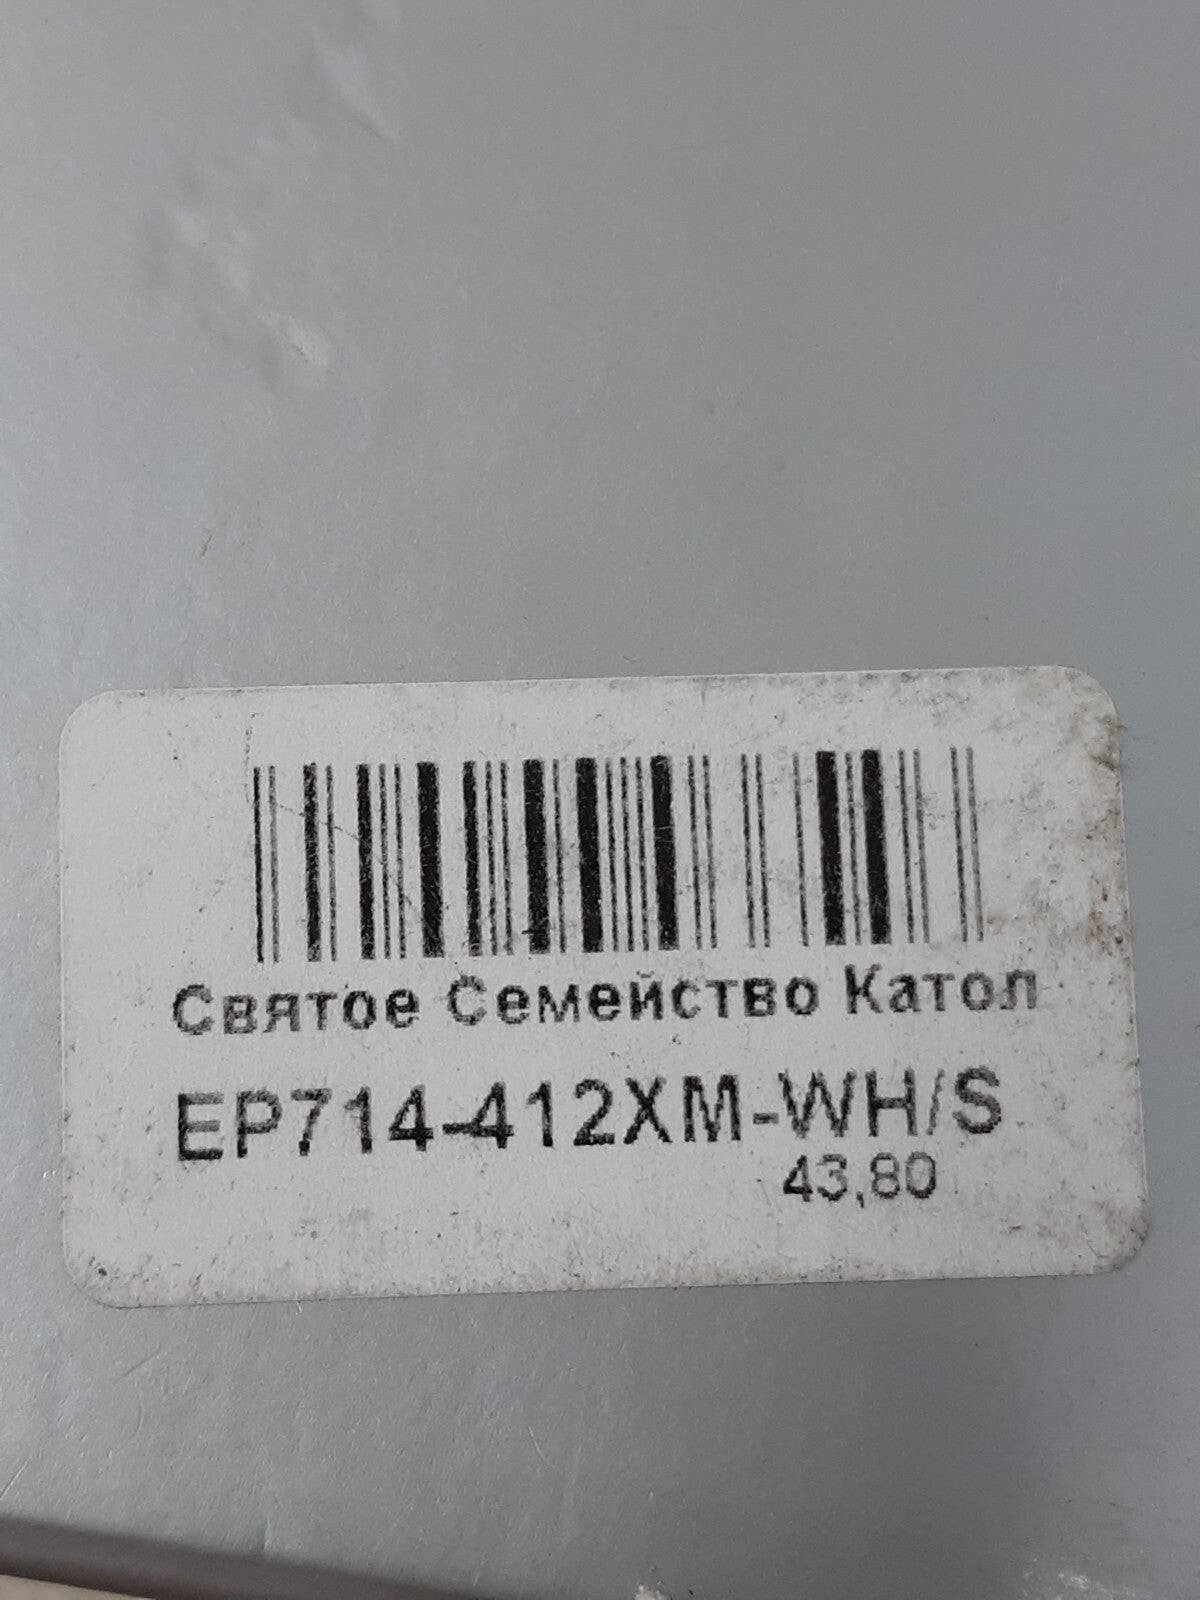 Святое Семейство Катол
EP714-412XM-WH/S
43,80